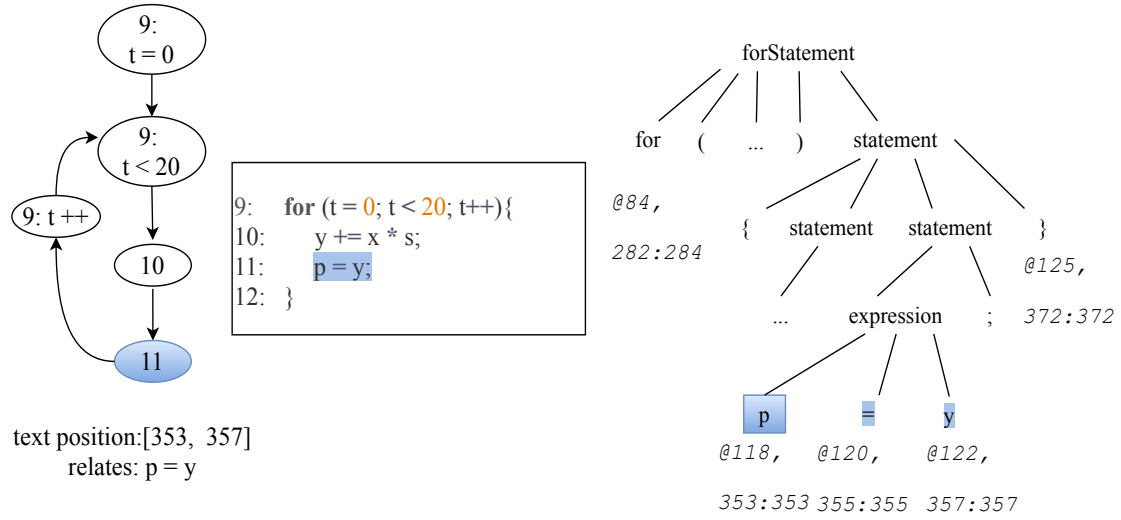 9:
t = 0
9:
t < 20
9: t ++
10
11
text position:[353, 357]
relates: p = y
9: for (t = 0; t < 20; t++){
10: y += x * s;
11: p = y;
12: }
forStatement
for ( ... ) statement
@84,
282:284
{ statement statement }
@125,
372:372
... expression ;
p = y
@118, @120, @122,
353:353 355:355 357:357